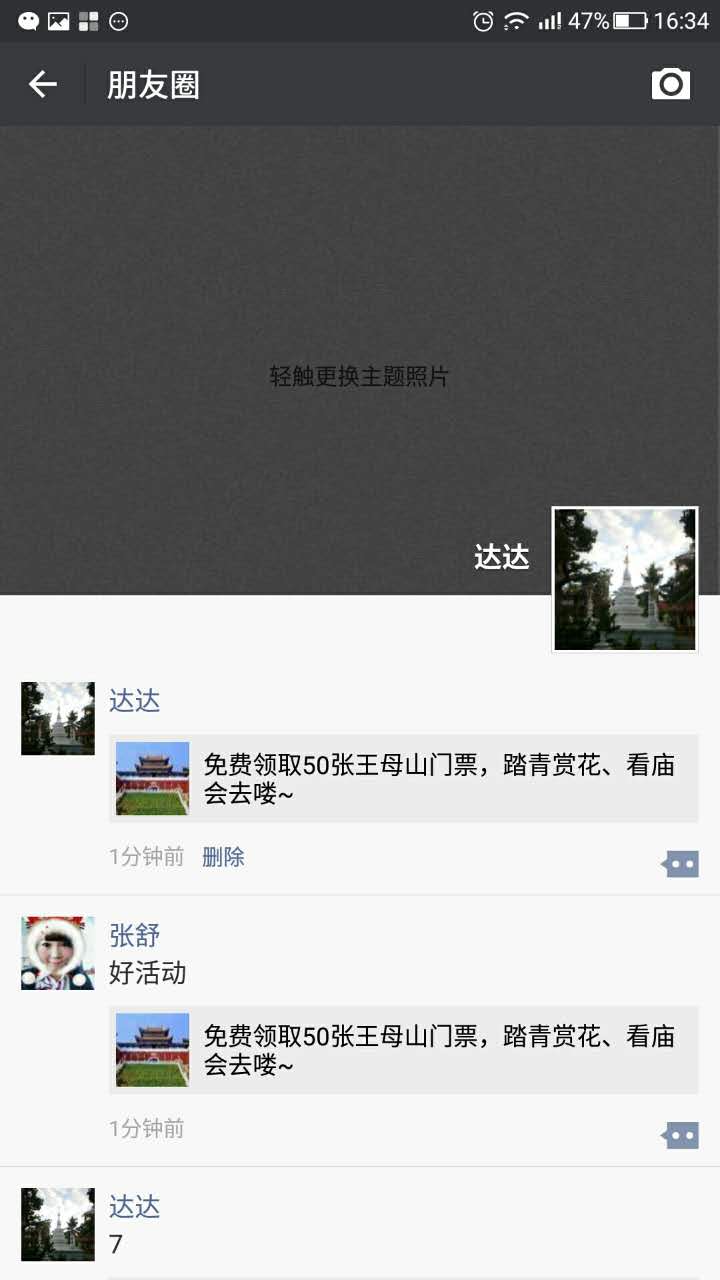 47% 16:34
朋友圈
轻触更换主题照片
达达
达达
免费领取50张王母山门票，踏青赏花、看庙
会去喽~
1分钟前 删除
张舒
好活动
免费领取50张王母山门票，踏青赏花、看庙
会去喽~
1分钟前
达达
7